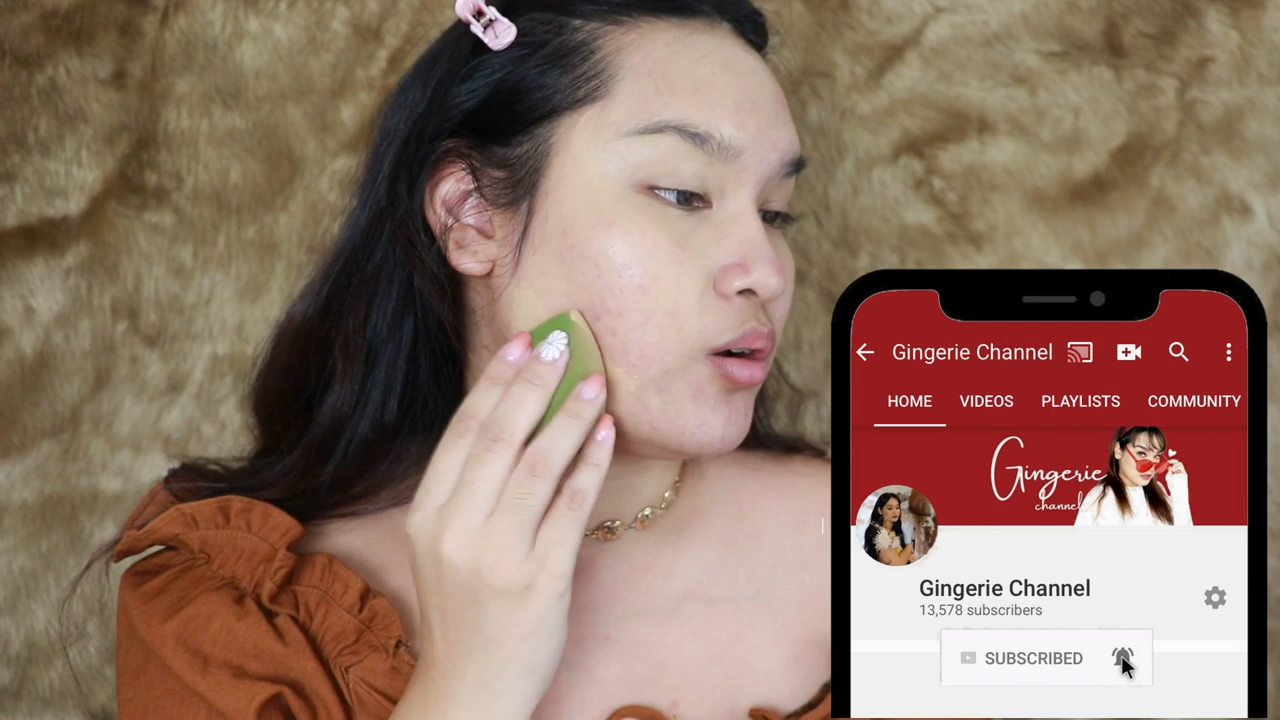 Gingerie Channel
HOME VIDEOS PLAYLISTS COMMUNITY
Gingerie
channel
Gingerie Channel
13,578 subscribers
SUBSCRIBED